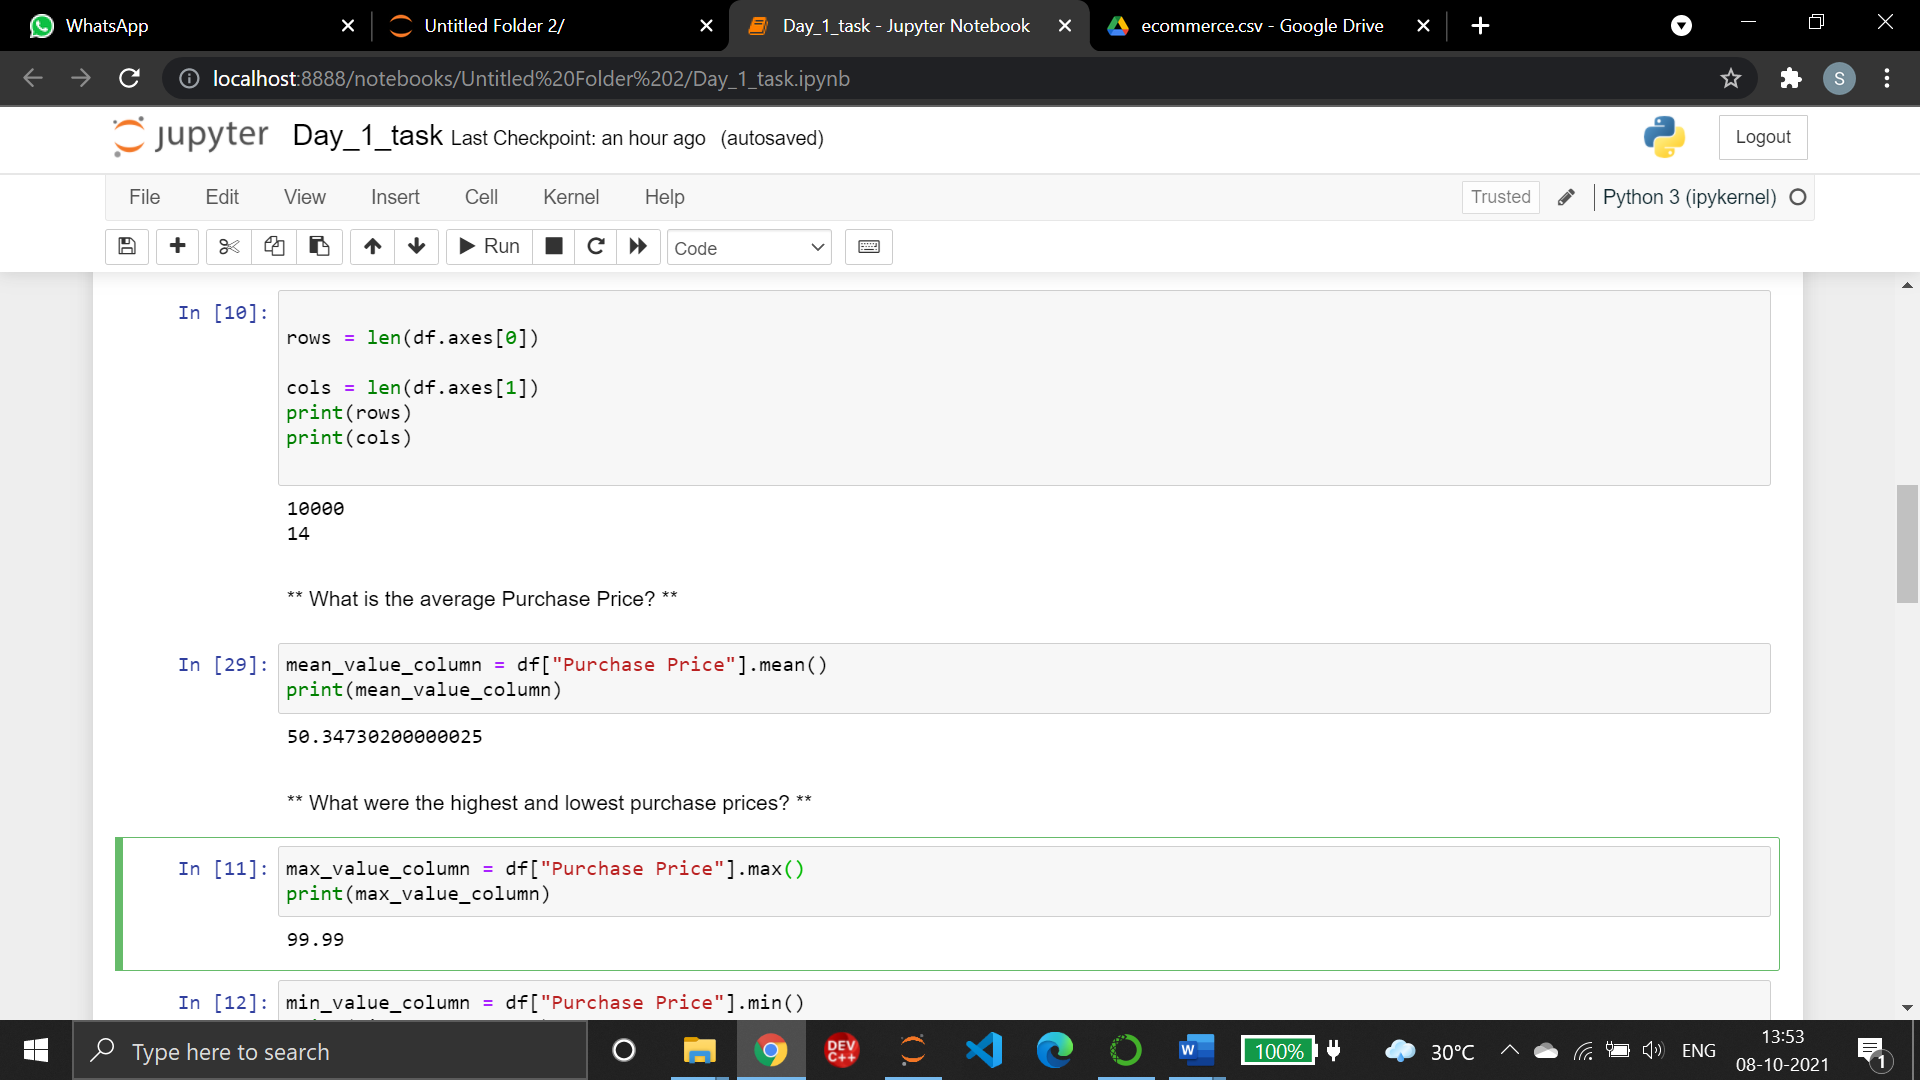 WhatsApp
Untitled Folder 2/
Day_1_task - Jupyter Notebook
ecommerce.csv - Google Drive
localhost:8888/notebooks/Untitled%20Folder%202/Day_1_task.ipynb
S
jupyter Day_1_task Last Checkpoint: an hour ago (autosaved)
Logout
File Edit View Insert Cell Kernel Help
Trusted Python 3 (ipykernel)
Run Code
In [10]:
rows = len(df.axes[0])
cols = len(df.axes[1])
print(rows)
print(cols)
10000
14
** What is the average Purchase Price? **
In [29]: mean_value_column = df["Purchase Price"].mean()
print(mean_value_column)
50.34730200000025
** What were the highest and lowest purchase prices? **
In [11]: max_value_column = df["Purchase Price"].max()
print(max_value_column)
99.99
In [12]: min_value_column = df["Purchase Price"].min()
Type here to search
DEV
C++
W
100%
30°C
ENG
13:53
08-10-2021
1